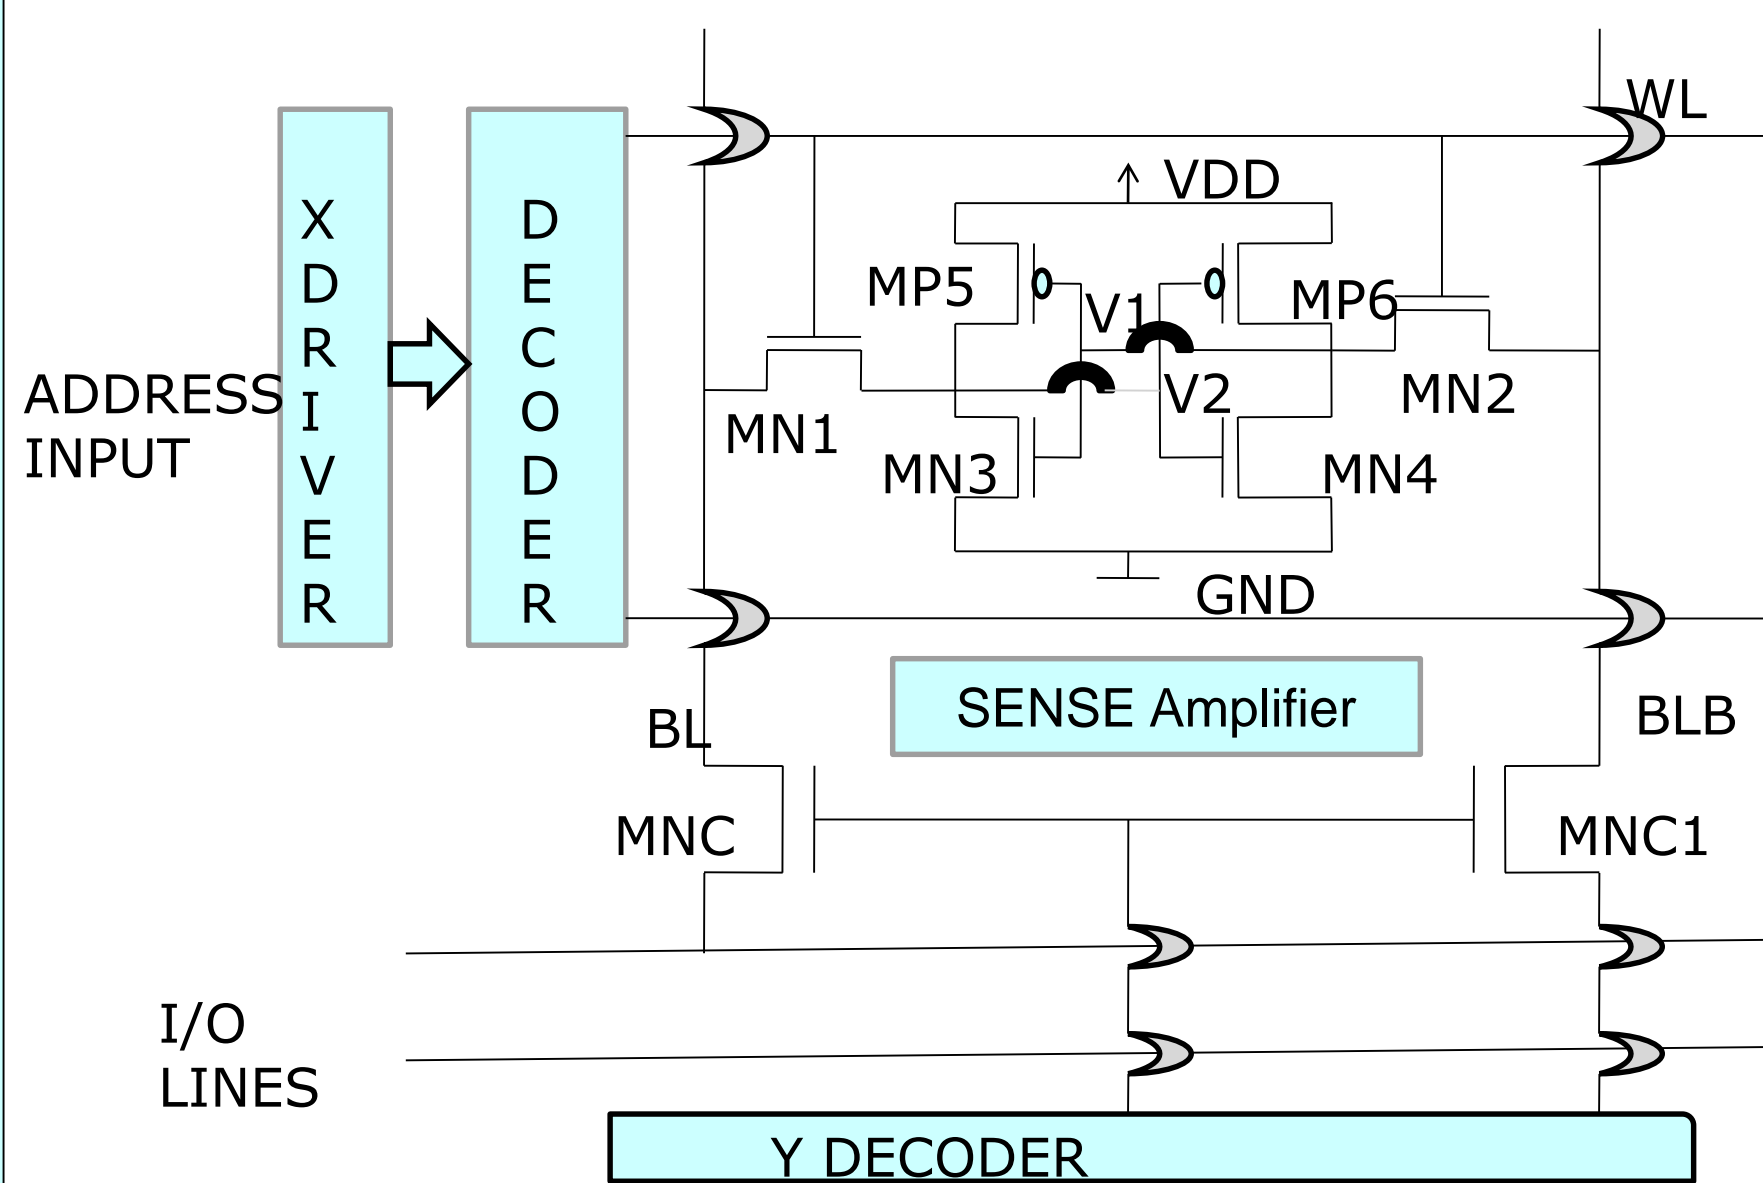 WL
VDD
X
D
R
I
V
E
R
D
E
C
O
D
E
R
MP5
V1
MP6
ADDRESS
INPUT
MN1
V2
MN2
MN3
MN4
GND
SENSE Amplifier
BL
BLB
MNC
MNC1
I/O
LINES
Y DECODER